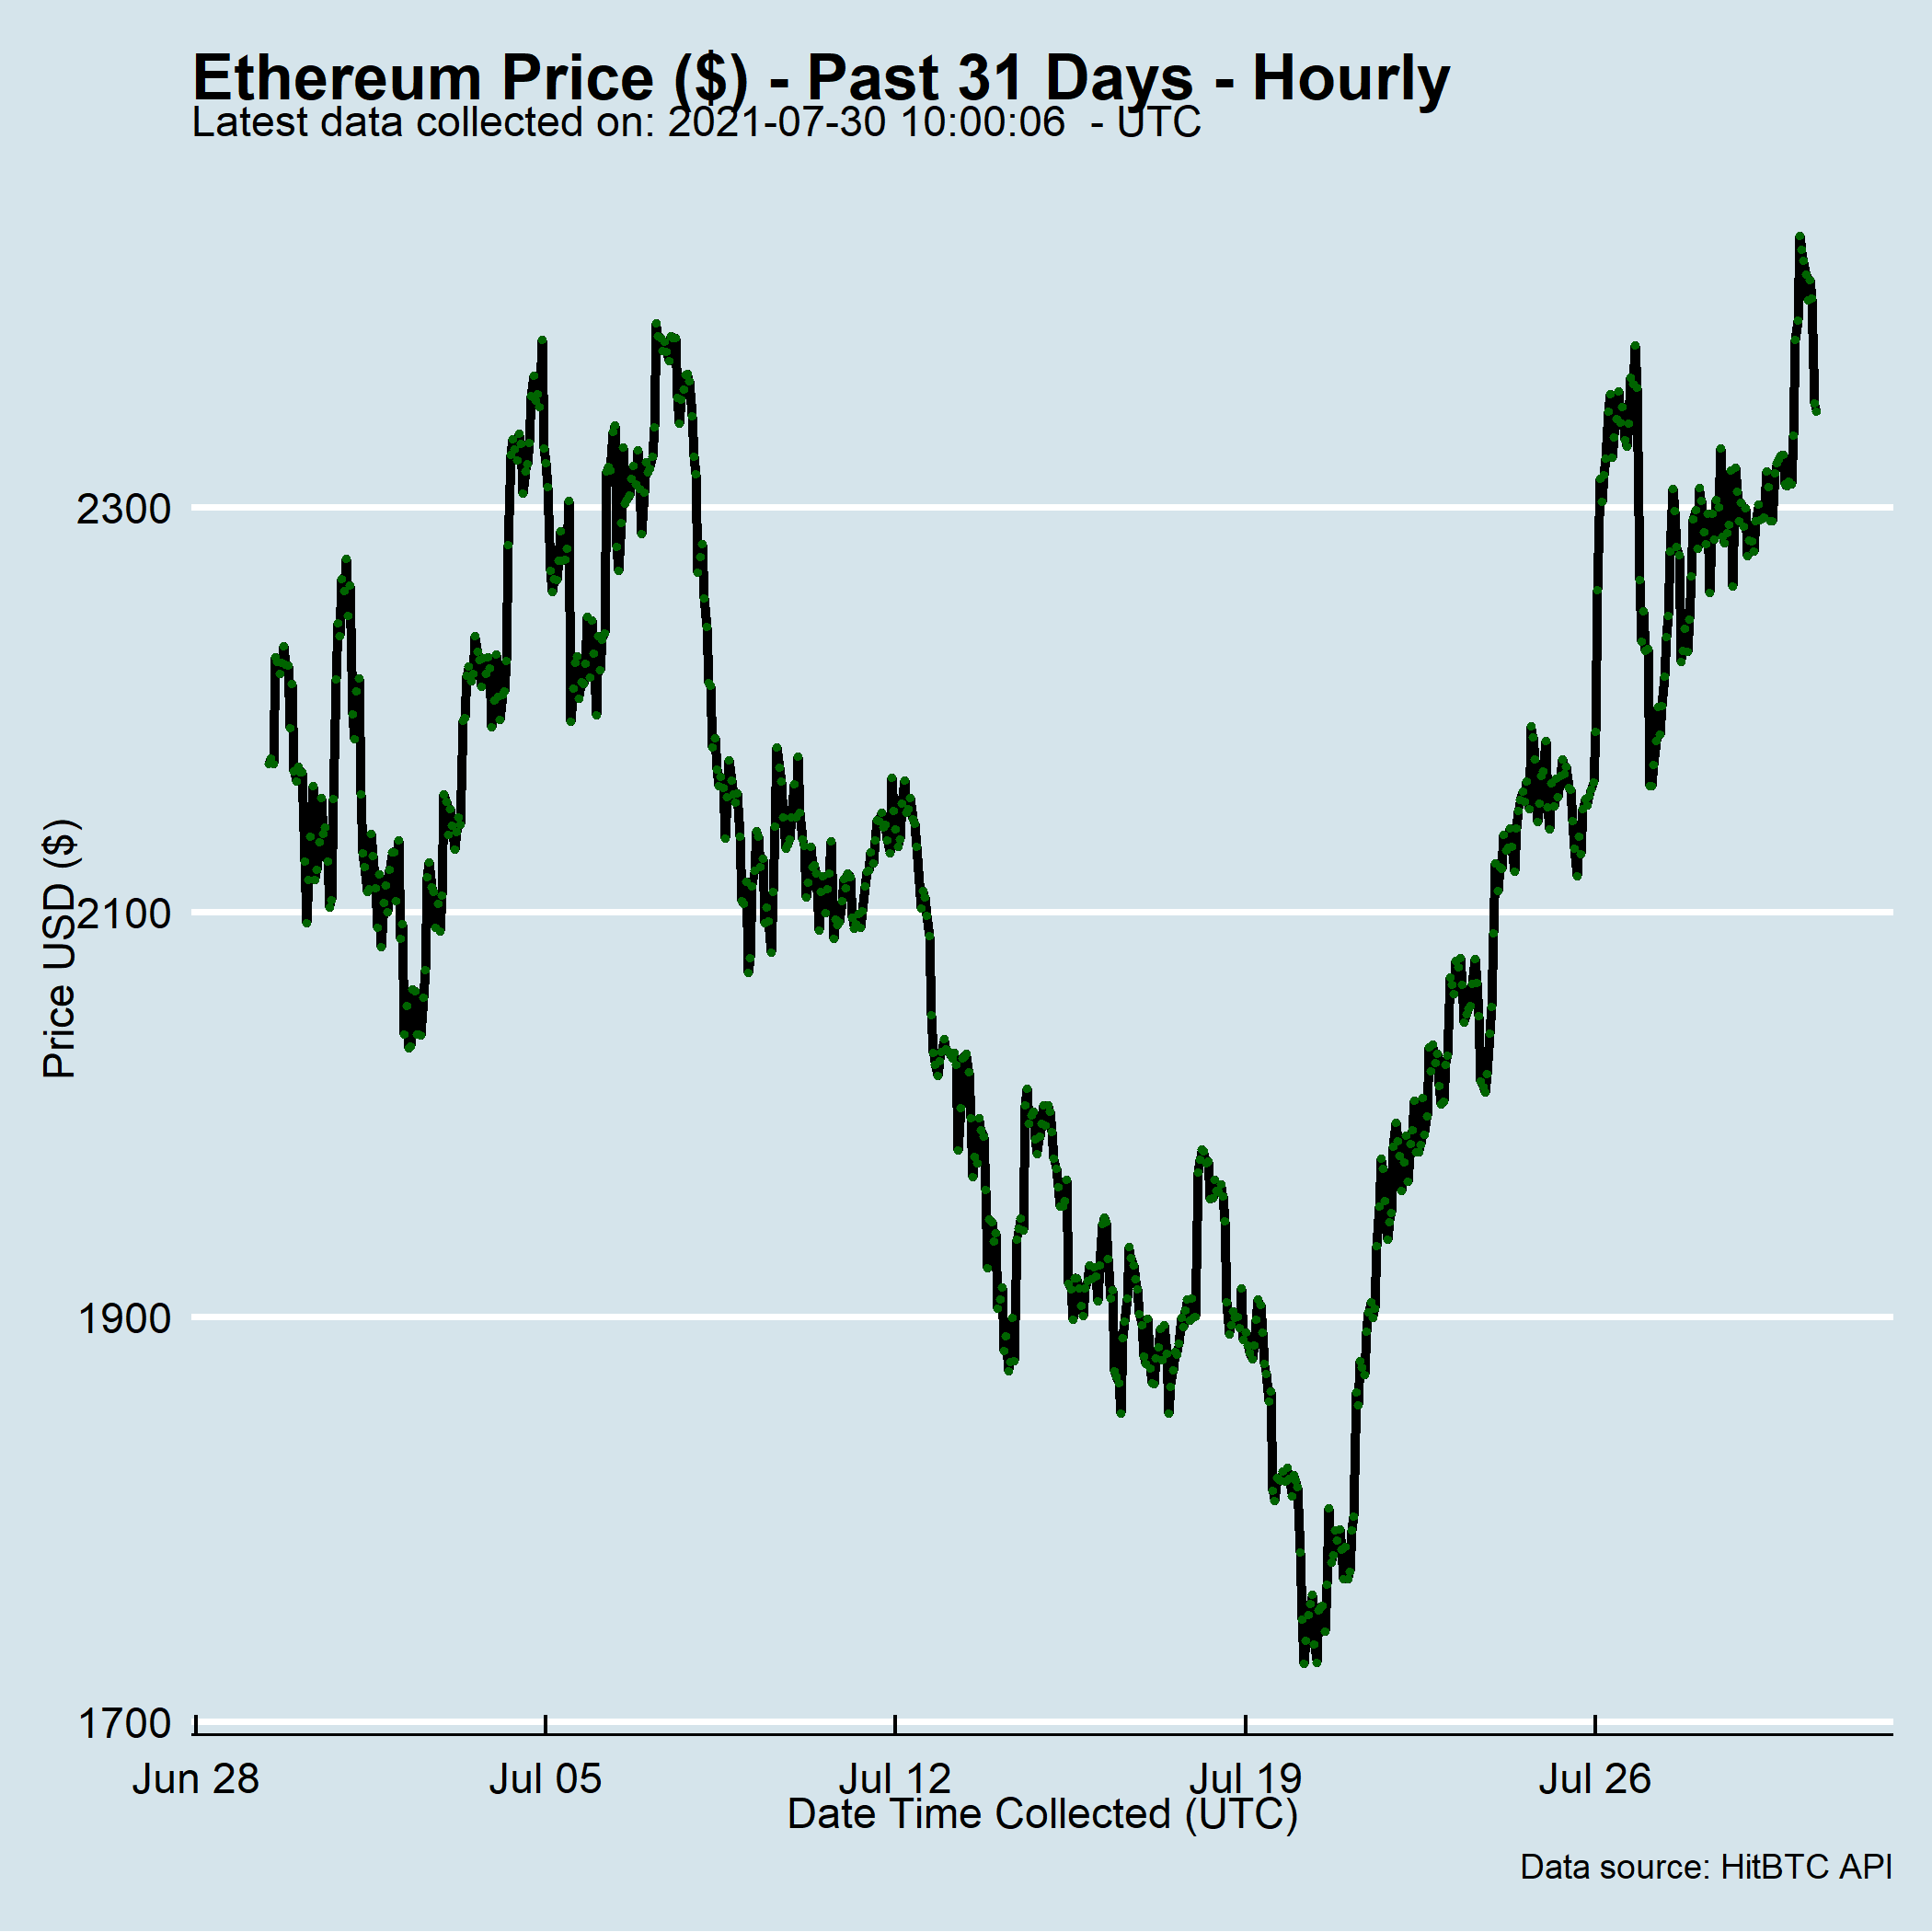 Ethereum Price ($) - Past 31 Days - Hourly
Latest data collected on: 2021-07-30 10:00:06  - UTC
Price USD ($)
2300
2100
1900
1700
Jun 28
Jul 05
Jul 12
Jul 19
Jul 26
Date Time Collected (UTC)
Data source: HitBTC API